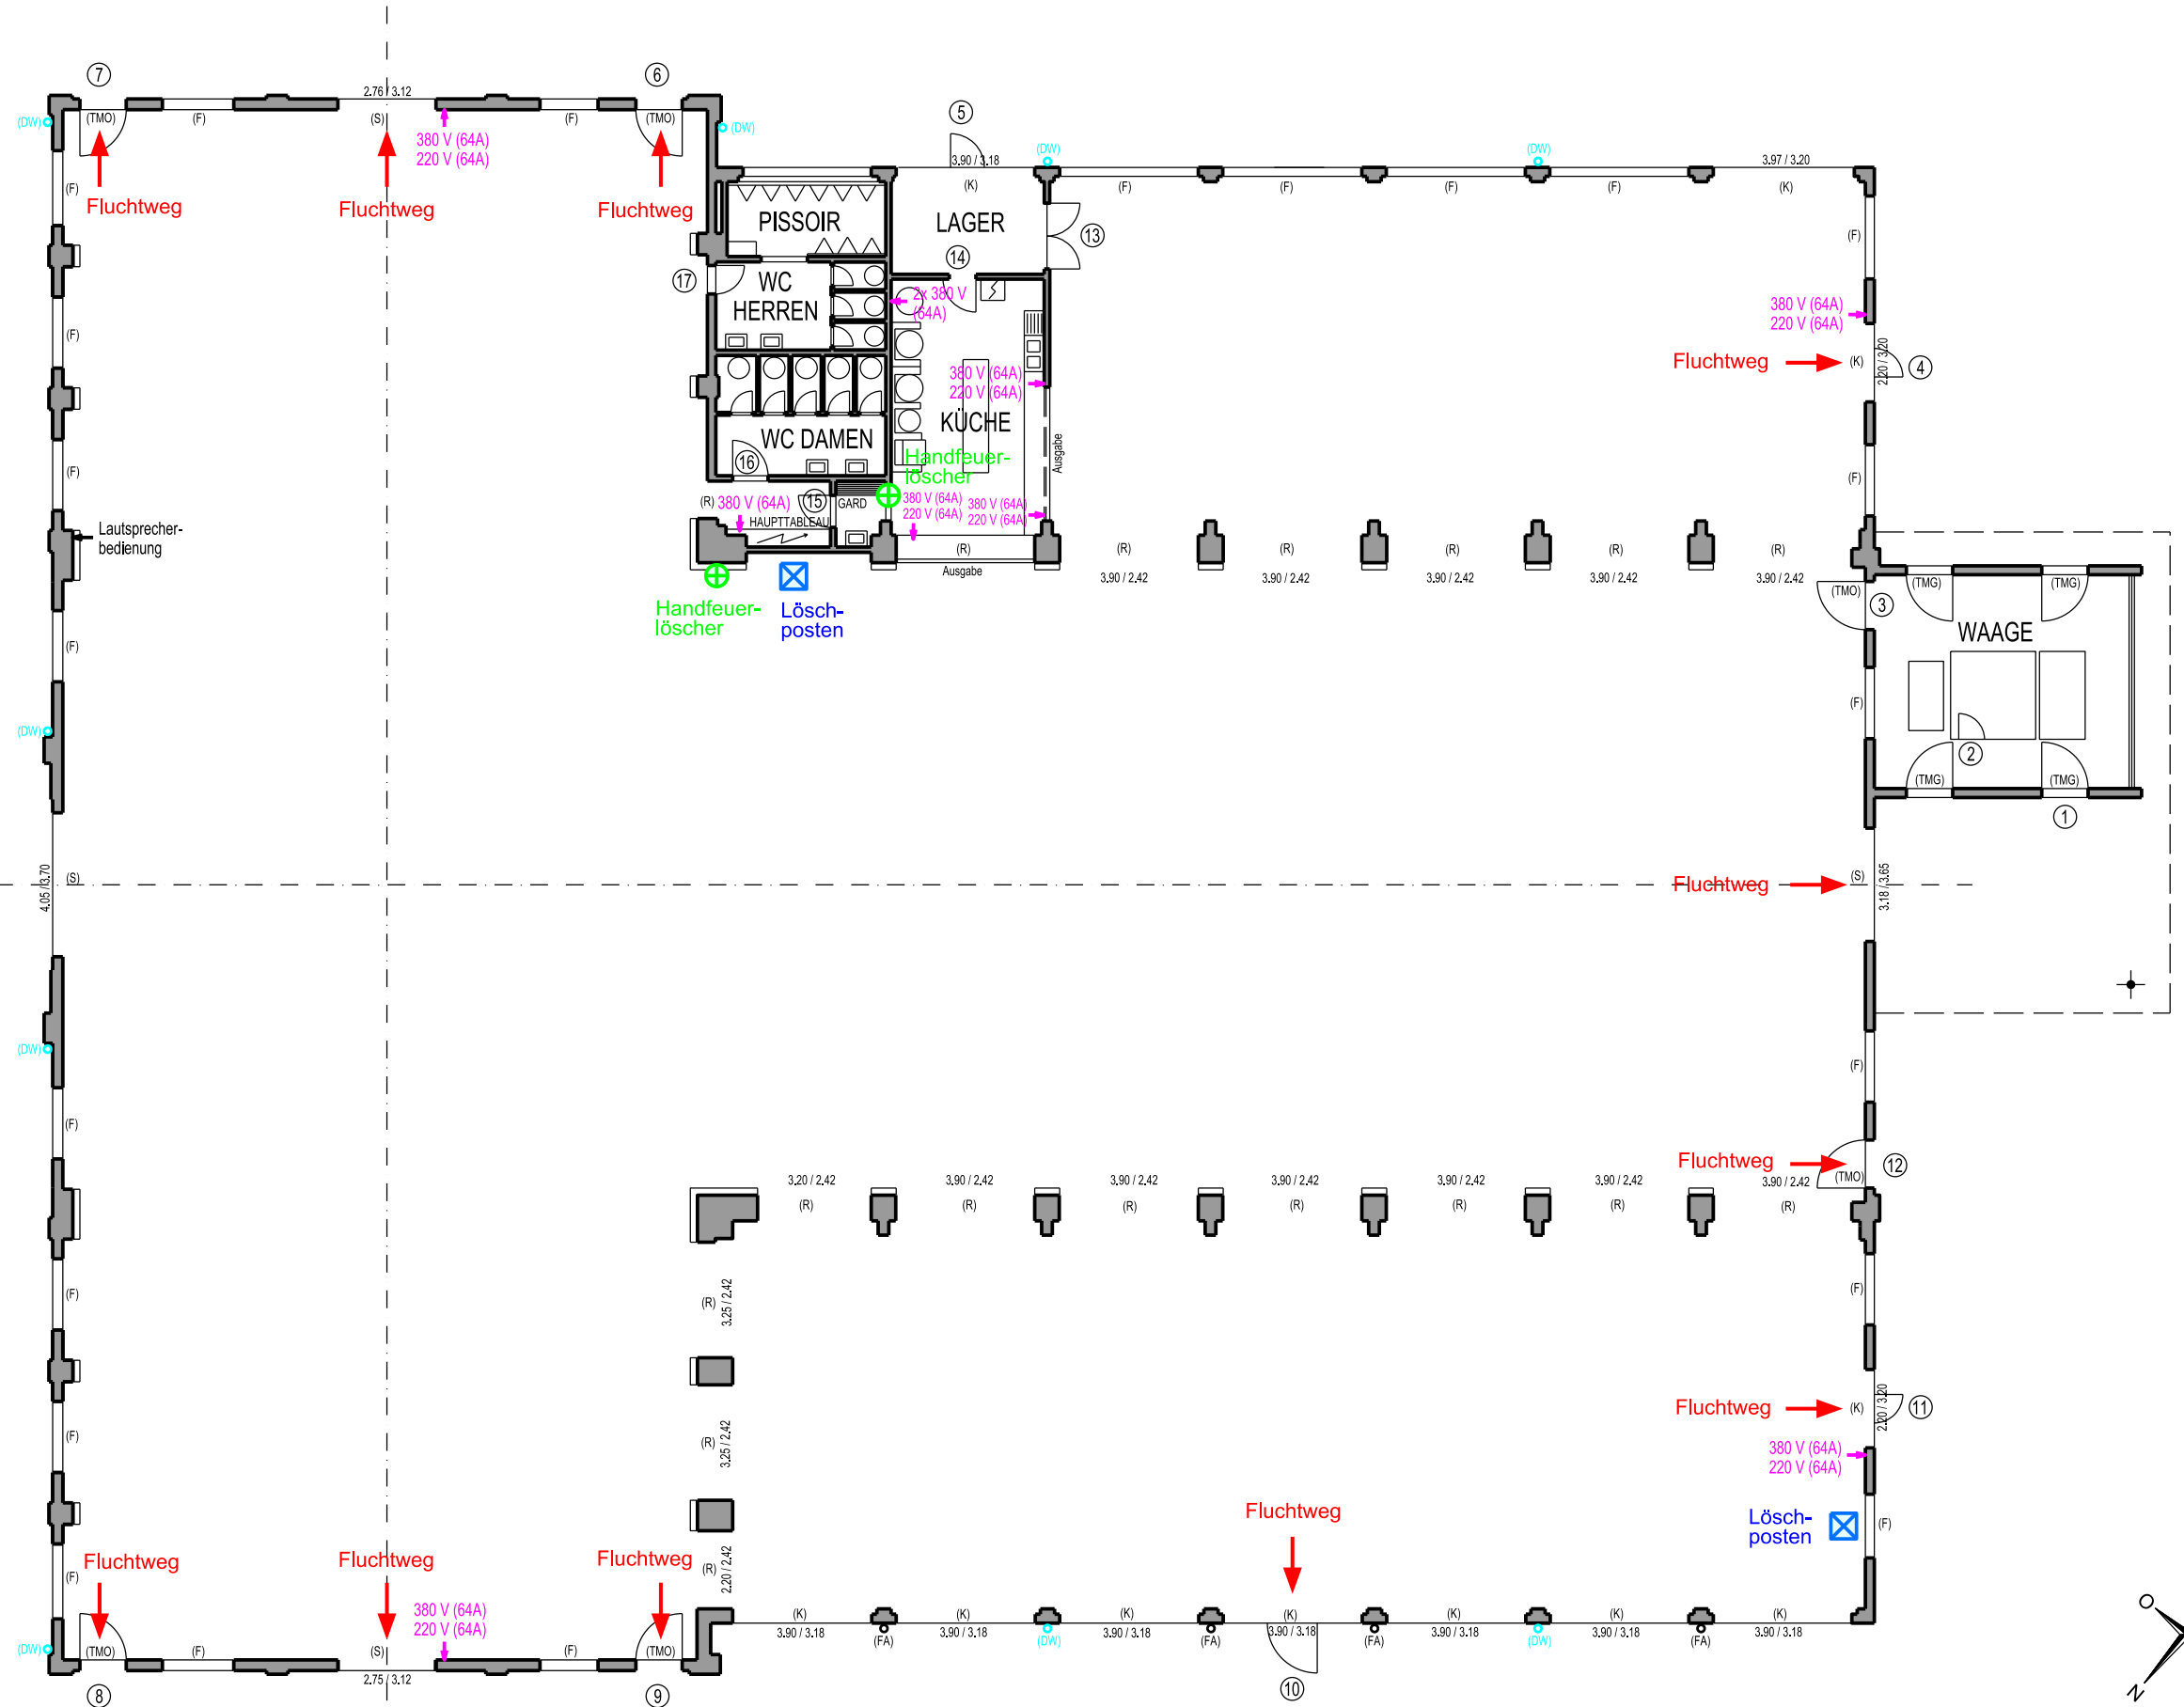 7
6
2.76 / 3.12
5
(DW)
(TMO)
(F)
(S)
(F)
(TMO)
(DW)
380 V (64A)
220 V (64A)
3.90 / 3.18
(DW)
(DW)
3.97 / 3.20
(K)
(F)
(F)
(F)
(F)
(K)
(F)
Fluchtweg
Fluchtweg
Fluchtweg
PISSOIR
LAGER
13
(F)
14
17
WC
HERREN
2x 380 V
(64A)
380 V (64A)
220 V (64A)
(F)
Fluchtweg
(K)
2.20 / 3.20
4
380 V (64A)
220 V (64A)
KÜCHE
WC DAMEN
Ausgabe
16
Handfeuer-
löscher
(F)
(F)
(R)
380 V (64A)
15
GARD
380 V (64A)
220 V (64A)
380 V (64A)
220 V (64A)
HAUPTTABLEAU
Lautsprecher-
bedienung
(R)
Ausgabe
(R)
(R)
(R)
(R)
(R)
3.90 / 2.42
3.90 / 2.42
3.90 / 2.42
3.90 / 2.42
3.90 / 2.42
(TMO)
3
(TMG)
(TMG)
Handfeuer-
löscher
Lösch-
posten
WAAGE
(F)
(F)
(DW)
2
(TMG)
(TMG)
1
4.05 / 3.70
(S)
Fluchtweg
(S)
3.18 / 3.65
(DW)
(F)
(F)
Fluchtweg
(TMO)
12
3.20 / 2.42
3.90 / 2.42
3.90 / 2.42
3.90 / 2.42
3.90 / 2.42
3.90 / 2.42
3.90 / 2.42
(R)
(R)
(R)
(R)
(R)
(R)
(R)
(F)
(R)
3.25 / 2.42
(F)
(F)
(R)
3.25 / 2.42
Fluchtweg
(K)
2.20 / 3.20
11
380 V (64A)
220 V (64A)
Fluchtweg
Lösch-
posten
(F)
(F)
(R)
2.20 / 2.42
Fluchtweg
Fluchtweg
Fluchtweg
380 V (64A)
220 V (64A)
(K)
(K)
(K)
(K)
(K)
(K)
(K)
3.90 / 3.18
3.90 / 3.18
3.90 / 3.18
3.90 / 3.18
3.90 / 3.18
3.90 / 3.18
3.90 / 3.18
(FA)
(DW)
(FA)
(FA)
(DW)
(FA)
(DW)
(TMO)
(F)
(S)
(F)
(TMO)
2.75 / 3.12
8
9
10
O
N